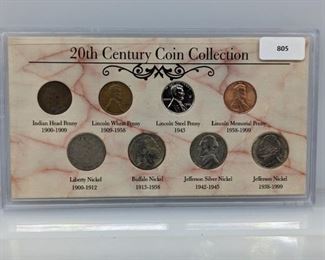 805
20th Century Coin Collection
Indian Head Penny
1900-1909
Lincoln Wheat Penny
1909-1958
Lincoln Steel Penny
1943
Lincoln Memorial Penny
1958-1999
Liberty Nickel
1900-1912
Buffalo Nickel
1913-1938
Jefferson Silver Nickel
1942-1945
Jefferson Nickel
1938-1999